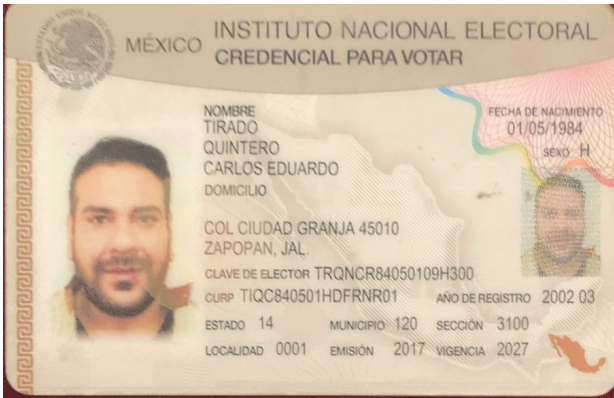 MÉXICO INSTITUTO NACIONAL ELECTORAL
CREDENCIAL PARA VOTAR
NOMBRE
TIRADO
QUINTERO
CARLOS EDUARDO
DOMICILIO
FECHA DE NACIMIENTO
01/05/1984
SEXO H
COL CIUDAD GRANJA 45010
ZAPOPAN, JAL.
CLAVE DE ELECTOR TRQNCR84050109H300
CURP TIQC840501HDFRNR01 AÑO DE REGISTRO 2002 03
ESTADO 14 MUNICIPIO 120 SECCIÓN 3100
LOCALIDAD 0001 EMISIÓN 2017 VIGENCIA 2027